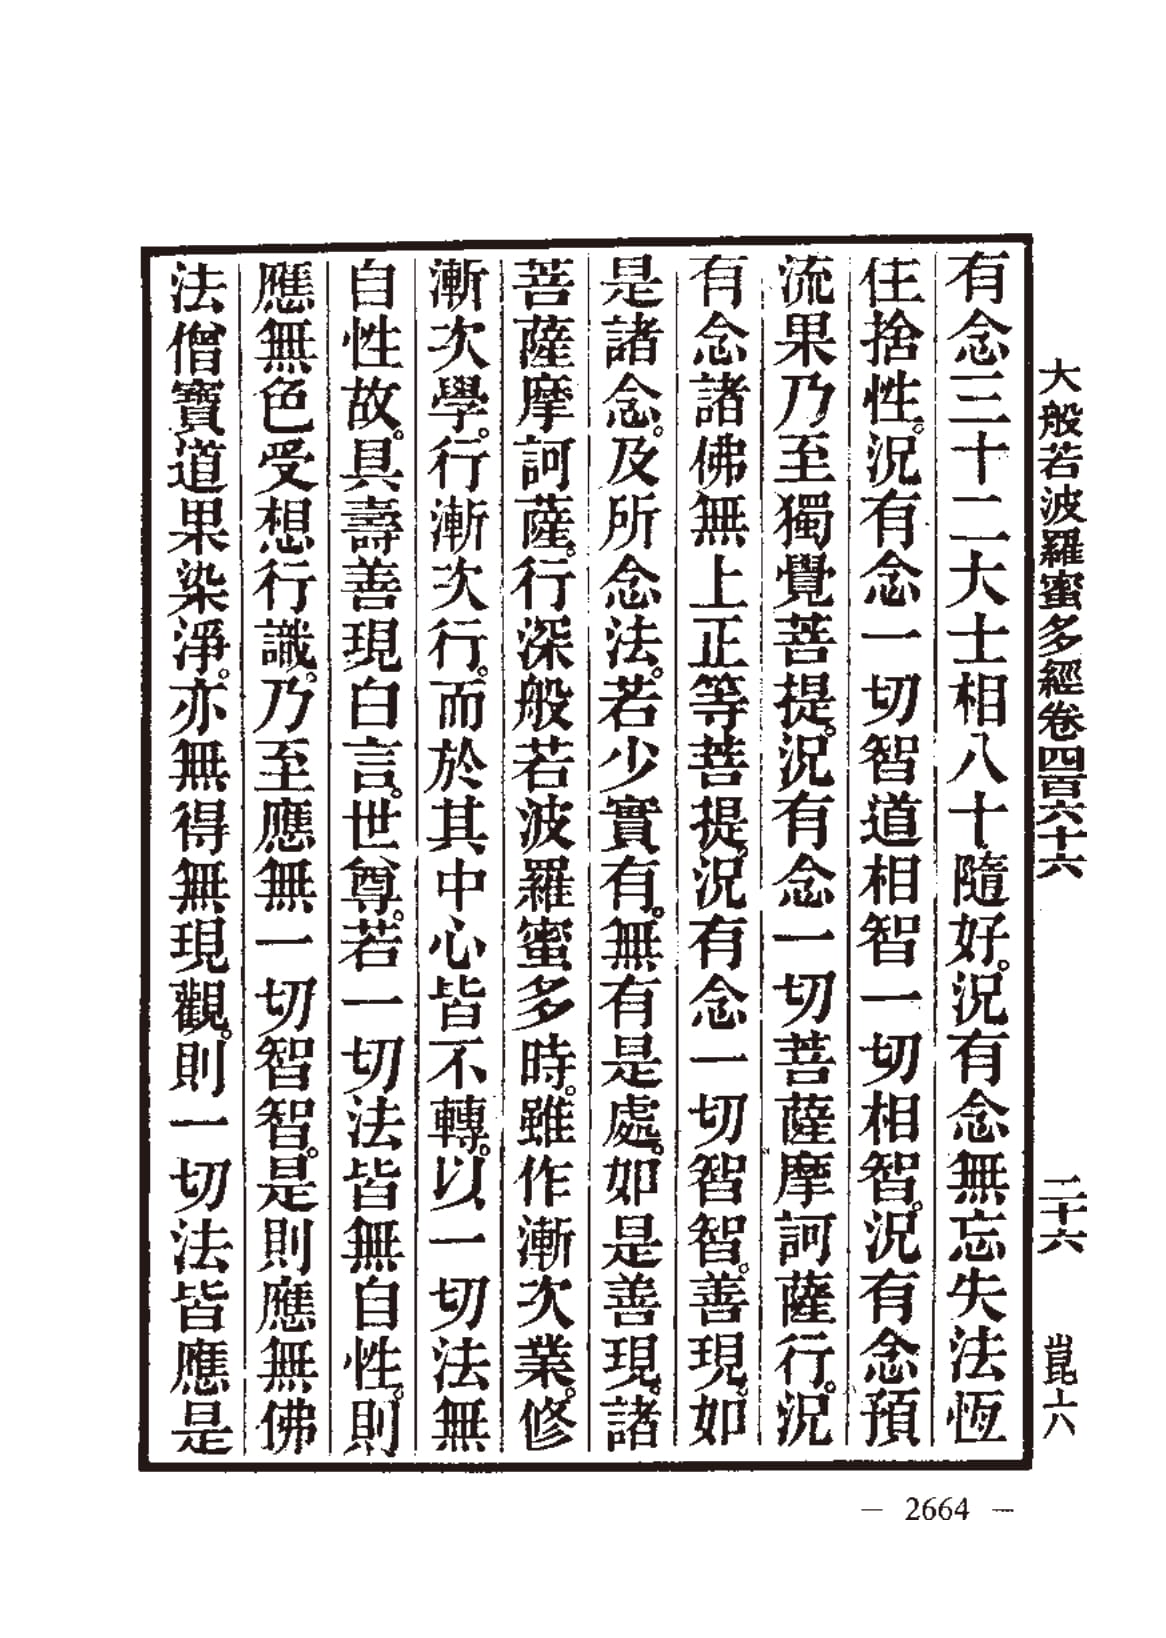 大般若波羅蜜多經卷四百六十六 二十六 崑六
有念三十二大士相八十隨好。況有念無忘失法恆
住捨性。況有念一切智道相智一切相智。況有念預
流果乃至獨覺菩提。況有念一切菩薩摩訶薩行。況
有念諸佛無上正等菩提。況有念一切智智。善現。如
是諸念。及所念法。若少實有。無有是處。如是善現。諸
菩薩摩訶薩。行深般若波羅蜜多時。雖作漸次業。修
漸次學。行漸次行。而於其中心皆不轉。以一切法無
自性故。具壽善現白言。世尊。若一切法皆無自性。則
應無色受想行識。乃至應無一切智智。是則應無佛
法僧寶道果染淨。亦無得無現觀。則一切法皆應是
— 2664 —